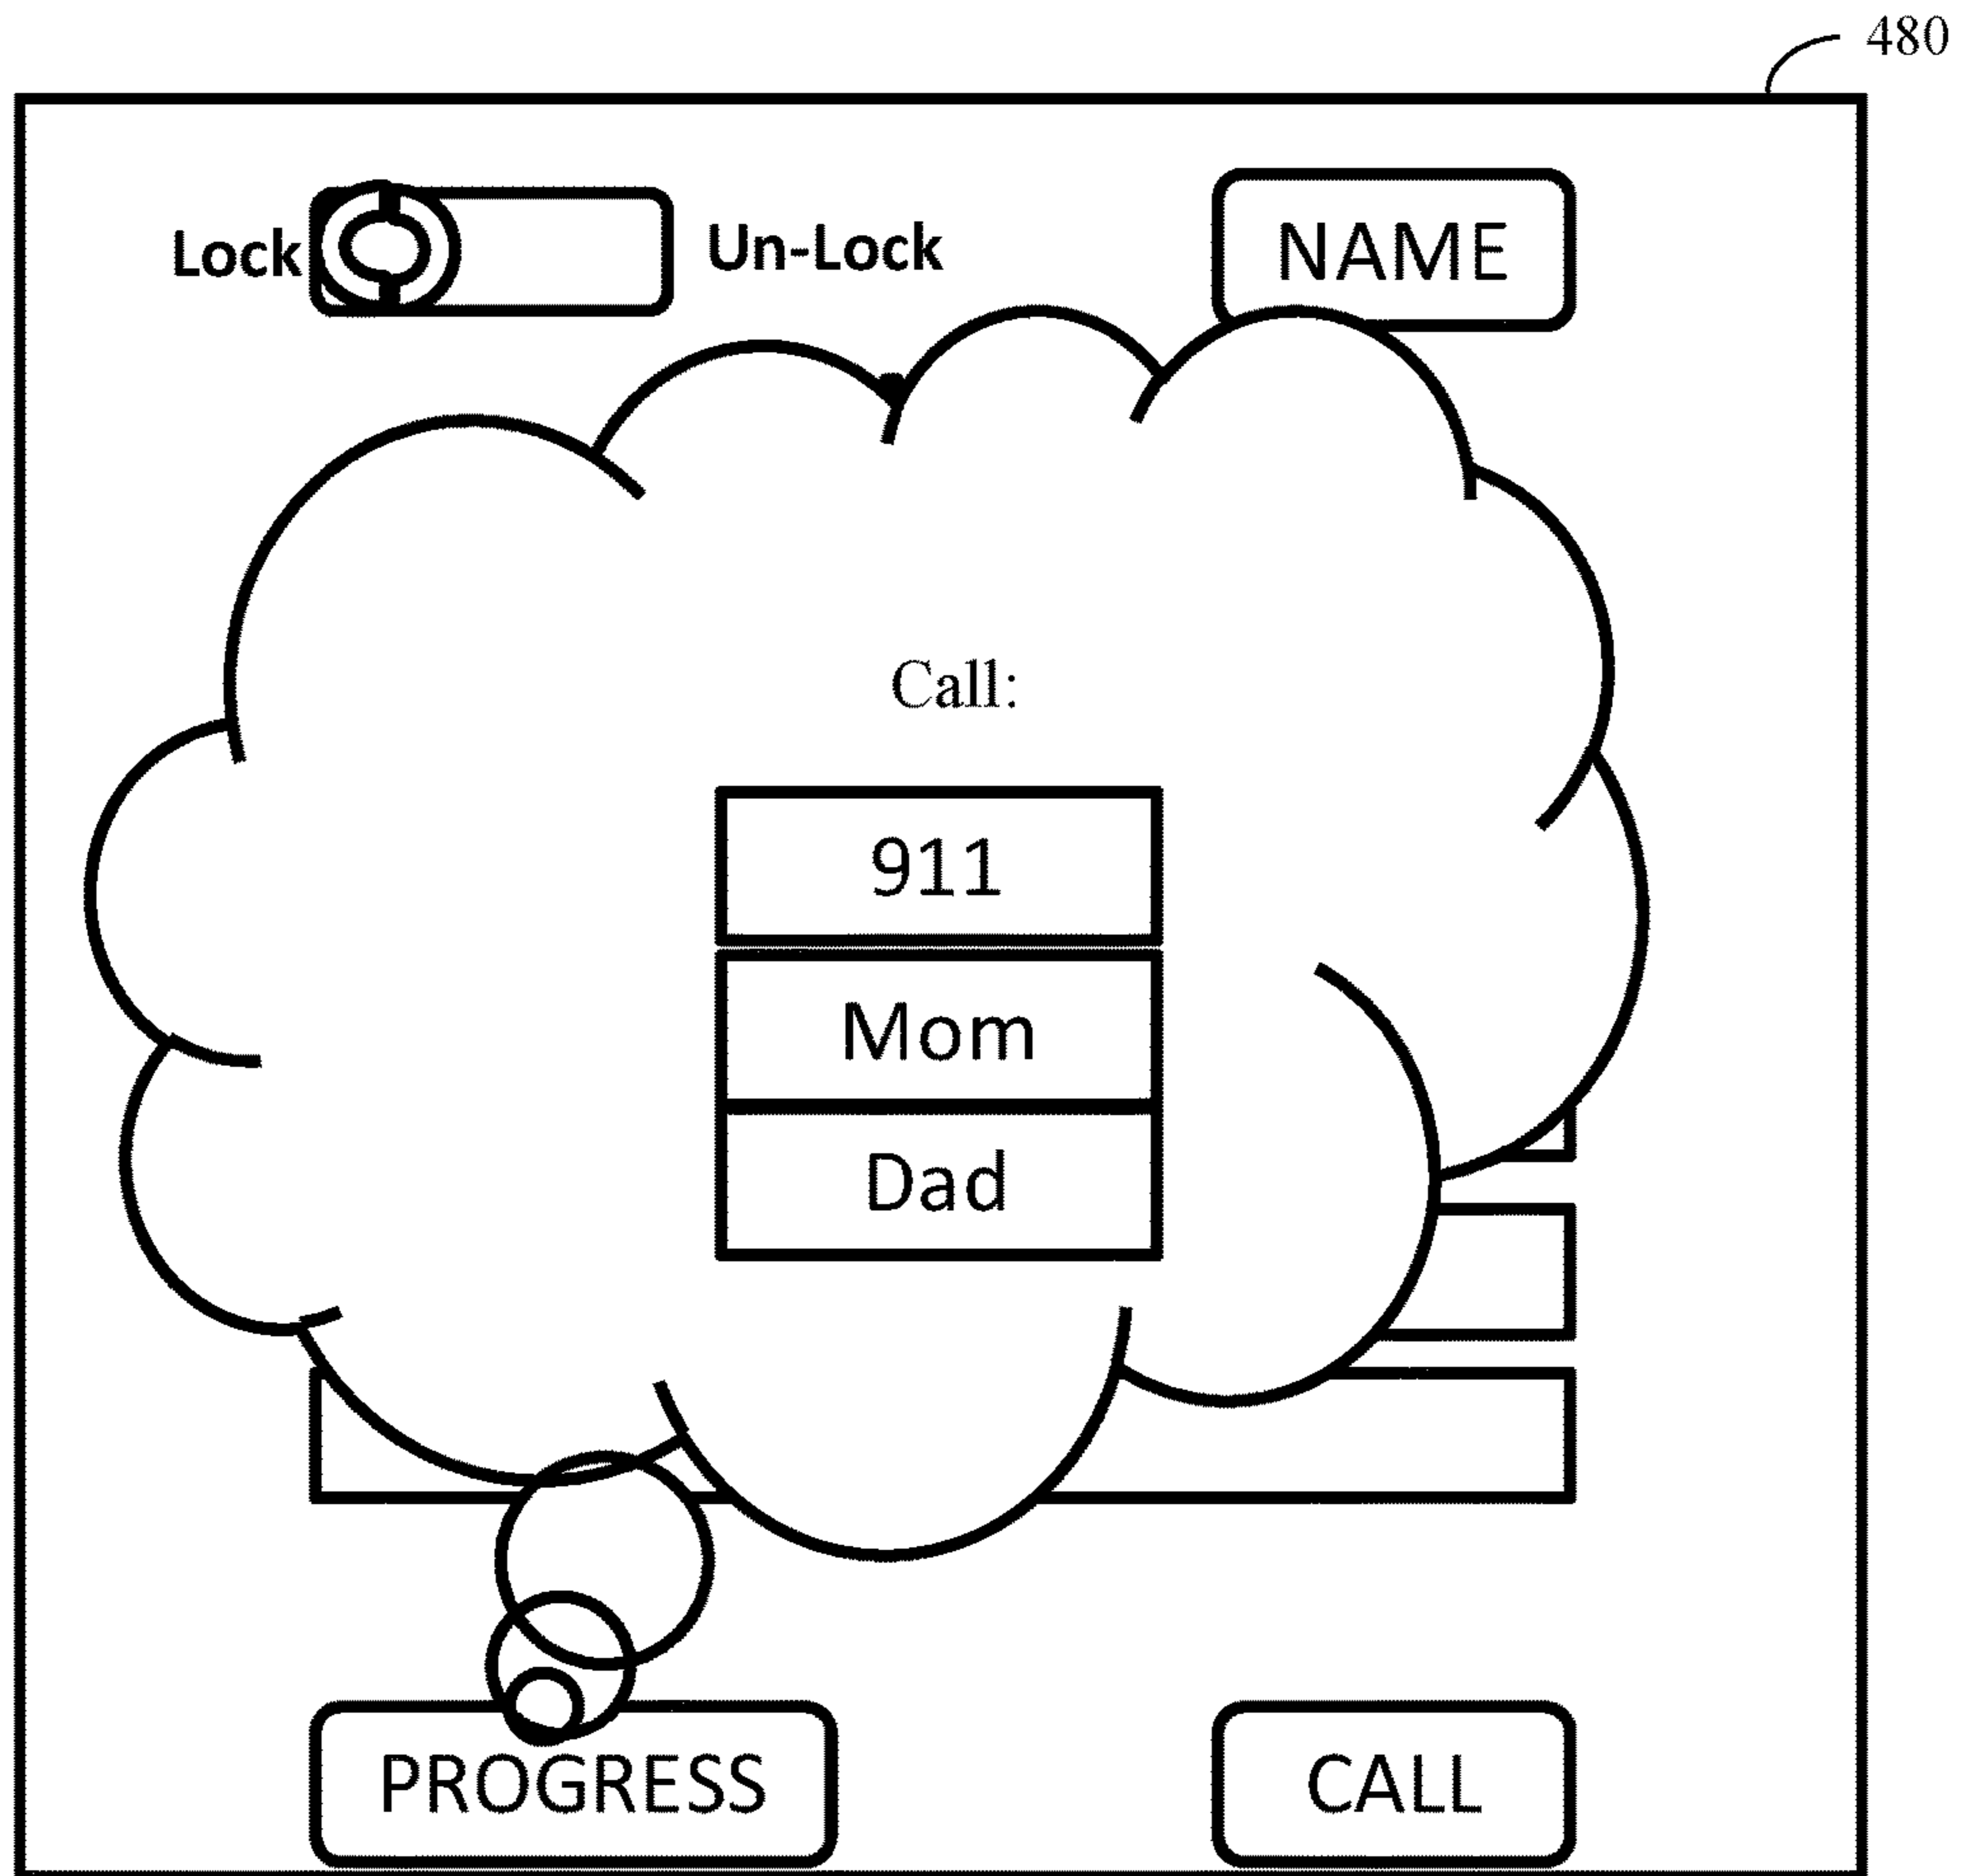 480
Lock Un-Lock NAME
Call:
911
Mom
Dad
PROGRESS CALL